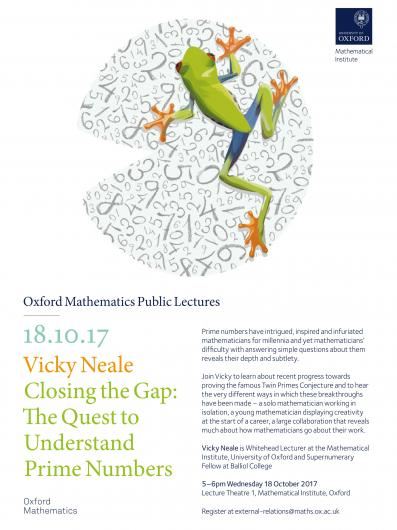 UNIVERSITY OF
OXFORD
Mathematical
Institute
Oxford Mathematics Public Lectures
18.10.17
Vicky Neale
Closing the Gap:
The Quest to
Understand
Prime Numbers
Oxford
Mathematics
Prime numbers have intrigued, inspired and infuriated
mathematicians for millennia and yet mathematicians'
difficulty with answering simple questions about them
reveals their depth and subtlety.
Join Vicky to learn about recent progress towards
proving the famous Twin Primes Conjecture and to hear
the very different ways in which these breakthroughs
have been made – a solo mathematician working in
isolation, a young mathematician displaying creativity
at the start of a career, a large collaboration that reveals
much about how mathematicians go about their work.
Vicky Neale is Whitehead Lecturer at the Mathematical
Institute, University of Oxford and Supernumerary
Fellow at Balliol College
5–6pm Wednesday 18 October 2017
Lecture Theatre 1, Mathematical Institute, Oxford
Register at external-relations@maths.ox.ac.uk